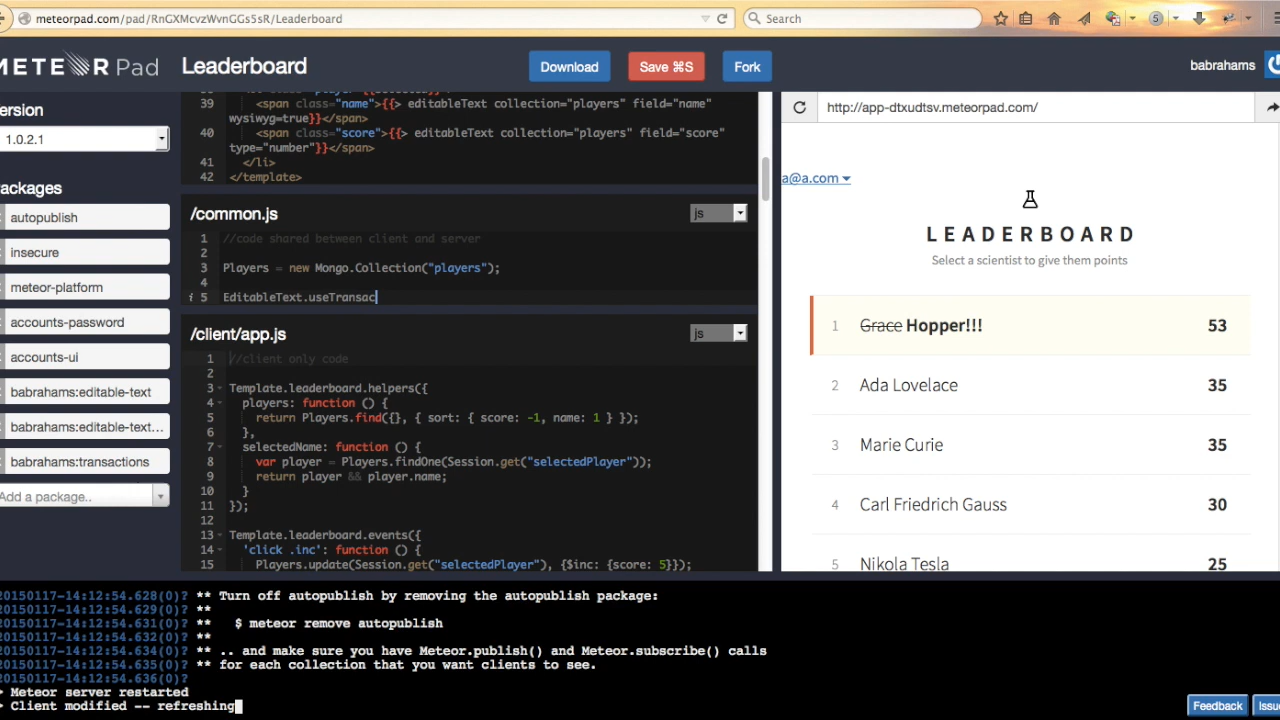 meteorpad.com/pad/RnGXMcvzWvnGGs5sR/Leaderboard
Search
5
METEOR Pad
Leaderboard
Download
Save ⌘S
Fork
babrahams
ersion
1.0.2.1
Packages
autopublish
insecure
meteor-platform
accounts-password
accounts-ui
babrahams:editable-text
babrahams:editable-text...
babrahams:transactions
Add a package..
39 <span class="name">{{> editableText collection="players" field="name"
wysiwyg=true}}</span>
40 <span class="score">{{> editableText collection="players" field="score"
type="number"}}</span>
41 </li>
42 </template>
/common.js
js
1 //code shared between client and server
2
3 Players = new Mongo.Collection("players");
4
i 5 EditableText.useTransac
/client/app.js
js
1 //client only code
2
3 Template.leaderboard.helpers({
4 players: function () {
5 return Players.find({}, { sort: { score: -1, name: 1 } });
6 },
7 selectedName: function () {
8 var player = Players.findOne(Session.get("selectedPlayer"));
9 return player && player.name;
10 }
11 });
12
13 Template.leaderboard.events({
14 'click .inc': function () {
15 Players.update(Session.get("selectedPlayer"), {$inc: {score: 5}});
http://app-dtxudtsv.meteorpad.com/
a@a.com
LEADERBOARD
Select a scientist to give them points
1 Grace Hopper!!! 53
2 Ada Lovelace 35
3 Marie Curie 35
4 Carl Friedrich Gauss 30
5 Nikola Tesla 25
20150117-14:12:54.628(0)? ** Turn off autopublish by removing the autopublish package:
20150117-14:12:54.629(0)? **
20150117-14:12:54.631(0)? ** $ meteor remove autopublish
20150117-14:12:54.632(0)? **
20150117-14:12:54.634(0)? ** .. and make sure you have Meteor.publish() and Meteor.subscribe() calls
20150117-14:12:54.635(0)? ** for each collection that you want clients to see.
20150117-14:12:54.636(0)?
> Meteor server restarted
> Client modified -- refreshing
Feedback
Issu